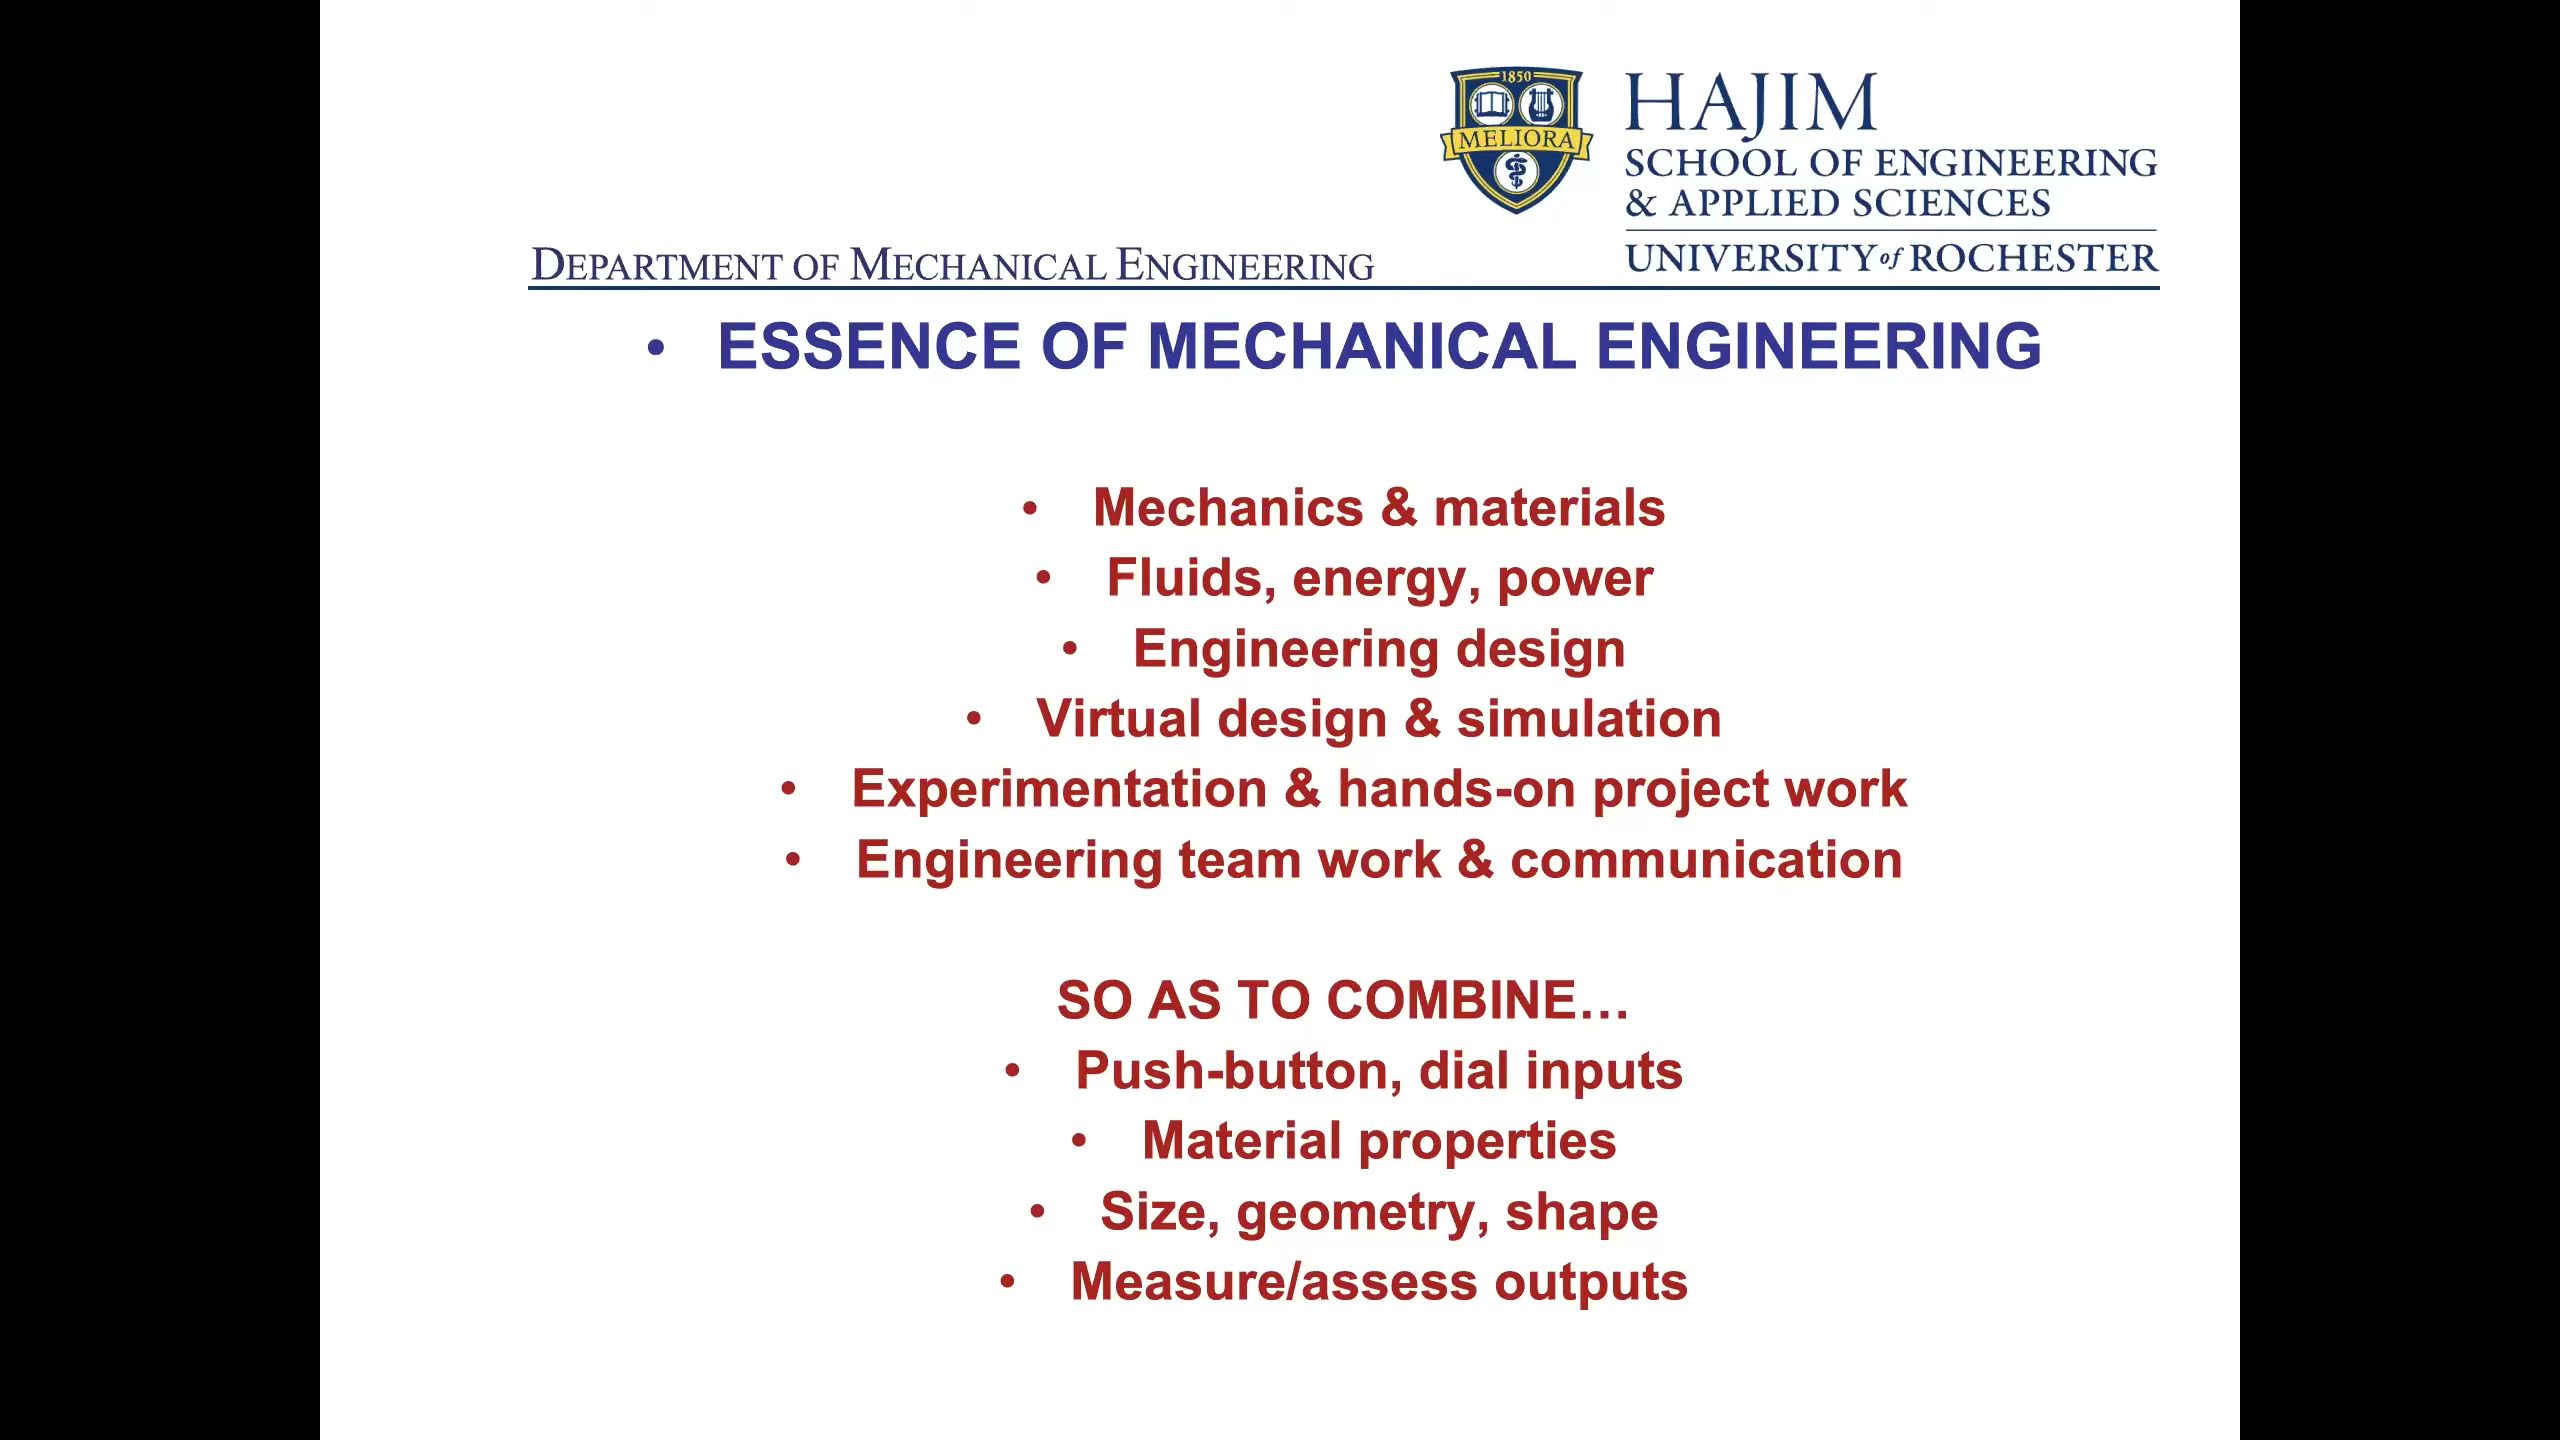 1850
MELIORA
HAJIM
SCHOOL OF ENGINEERING
& APPLIED SCIENCES
UNIVERSITY of ROCHESTER
DEPARTMENT OF MECHANICAL ENGINEERING
• ESSENCE OF MECHANICAL ENGINEERING
• Mechanics & materials
• Fluids, energy, power
• Engineering design
• Virtual design & simulation
• Experimentation & hands-on project work
• Engineering team work & communication
SO AS TO COMBINE…
• Push-button, dial inputs
• Material properties
• Size, geometry, shape
• Measure/assess outputs